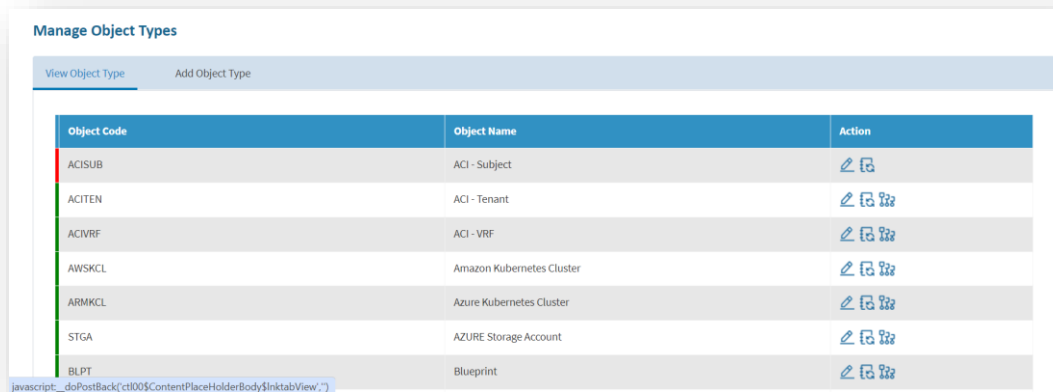 Manage Object Types
View Object Type Add Object Type
Object Code Object Name Action
ACISUB ACI - Subject
ACITEN ACI - Tenant
ACIVRF ACI - VRF
AWSKCL Amazon Kubernetes Cluster
ARMKCL Azure Kubernetes Cluster
STGA AZURE Storage Account
BLPT Blueprint
javascript:__doPostBack('ctl00$ContentPlaceHolderBody$lnktabView','')